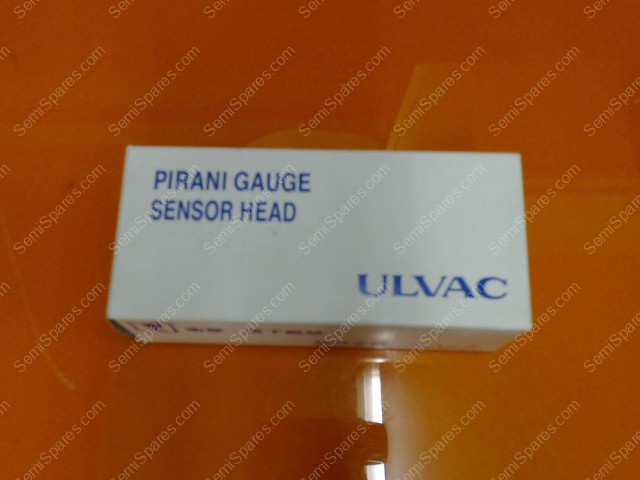 PIRANI GAUGE
SENSOR HEAD
ULVAC
SemiSpares.com